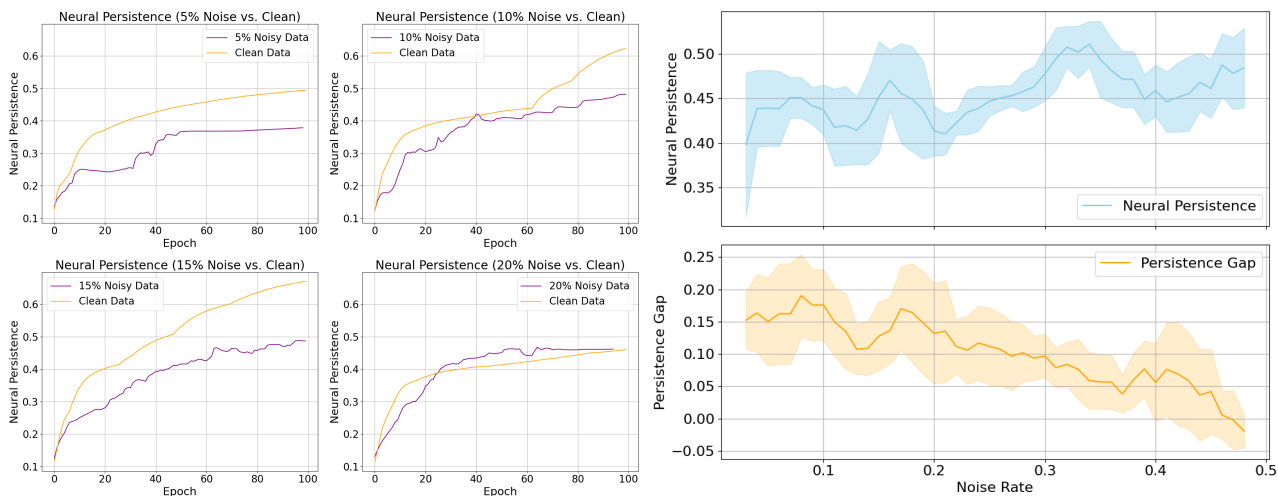 Neural Persistence (5% Noise vs. Clean)
Neural Persistence
0.6
0.5
0.4
0.3
0.2
0.1
5% Noisy Data
Clean Data
0 20 40 60 80 100
Epoch
Neural Persistence (10% Noise vs. Clean)
Neural Persistence
0.6
0.5
0.4
0.3
0.2
0.1
10% Noisy Data
Clean Data
0 20 40 60 80 100
Epoch
Neural Persistence (15% Noise vs. Clean)
Neural Persistence
0.6
0.5
0.4
0.3
0.2
0.1
15% Noisy Data
Clean Data
0 20 40 60 80 100
Epoch
Neural Persistence (20% Noise vs. Clean)
Neural Persistence
0.6
0.5
0.4
0.3
0.2
0.1
20% Noisy Data
Clean Data
0 20 40 60 80 100
Epoch
Neural Persistence
0.50
0.45
0.40
0.35
Neural Persistence
Persistence Gap
0.25
0.20
0.15
0.10
0.05
0.00
−0.05
Persistence Gap
0.1 0.2 0.3 0.4 0.5
Noise Rate